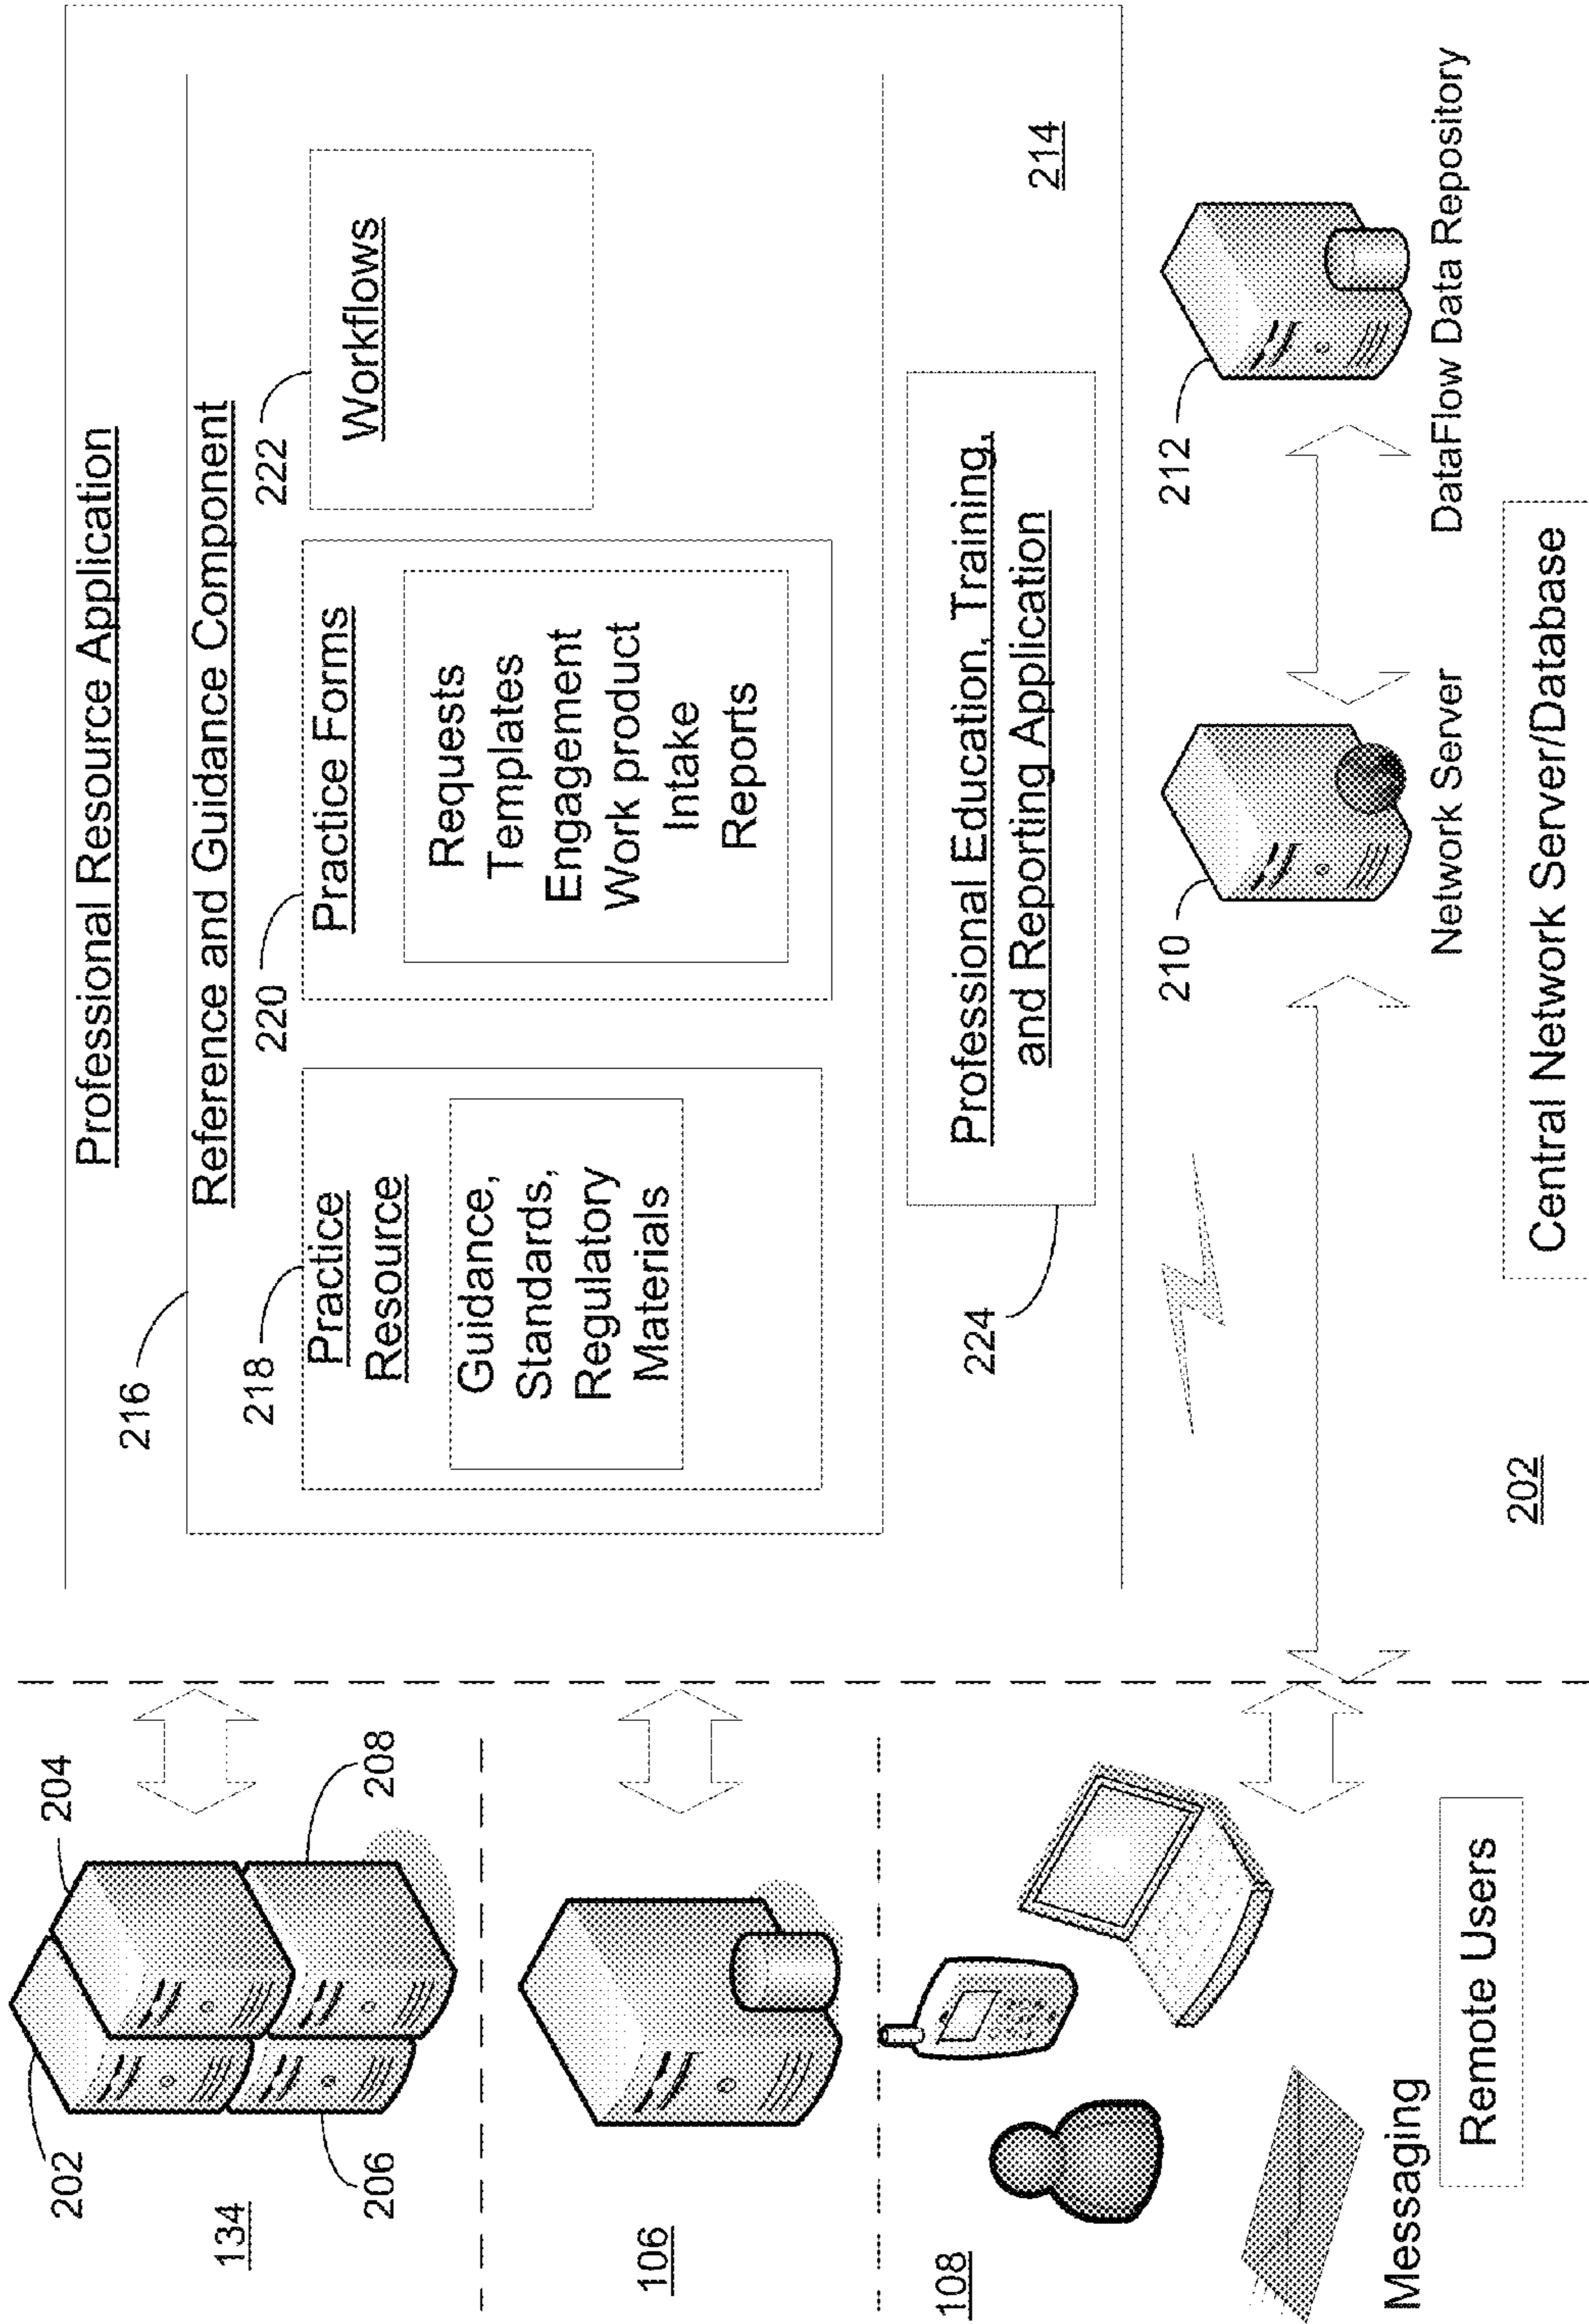 202
204
206
208
134
106
108
Messaging
Remote Users
Professional Resource Application
216
Reference and Guidance Component
218
Practice
Resource
Guidance,
Standards,
Regulatory
Materials
220
Practice Forms
Requests
Templates
Engagement
Work product
Intake
Reports
222
Workflows
224
Professional Education, Training,
and Reporting Application
214
210
Network Server
212
DataFlow Data Repository
202
Central Network Server/Database